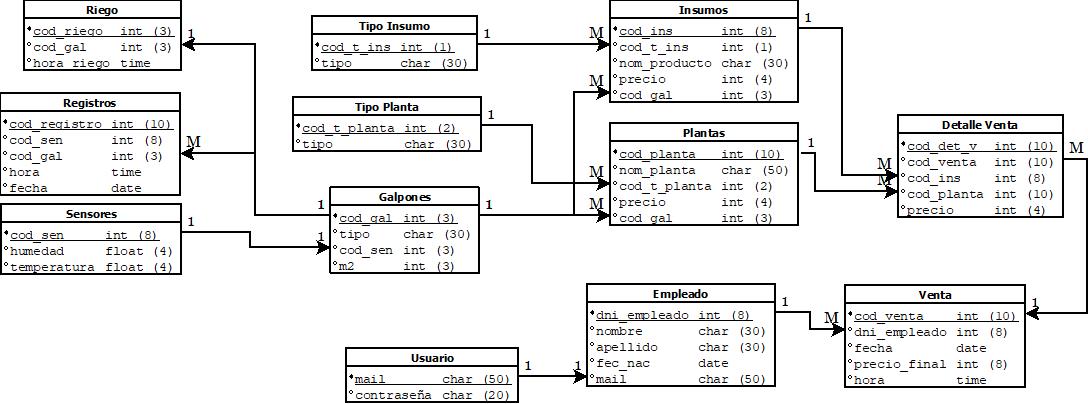 Riego
cod_riego int (3)
cod_gal int (3)
hora_riego time
Tipo Insumo
cod_t_ins int (1)
tipo char (30)
Insumos
cod_ins int (8)
cod_t_ins int (1)
nom_producto char (30)
precio int (4)
cod_gal int (3)
Registros
cod_registro int (10)
cod_sen int (8)
cod_gal int (3)
hora time
fecha date
Tipo Planta
cod_t_planta int (2)
tipo char (30)
Plantas
cod_planta int (10)
nom_planta char (50)
cod_t_planta int (2)
precio int (4)
cod_gal int (3)
Detalle Venta
cod_det_v int (10)
cod_venta int (10)
cod_ins int (8)
cod_planta int (10)
precio int (4)
Sensores
cod_sen int (8)
humedad float (4)
temperatura float (4)
Galpones
cod_gal int (3)
tipo char (30)
cod_sen int (3)
m2 int (3)
Empleado
dni_empleado int (8)
nombre char (30)
apellido char (30)
fec_nac date
mail char (50)
Venta
cod_venta int (10)
dni_empleado int (8)
fecha date
precio_final int (8)
hora time
Usuario
mail char (50)
contraseña char (20)
1
M
1
1
1
M
1
M
1
M
M
1
M
1
M
M
M
1
1
M
1
1